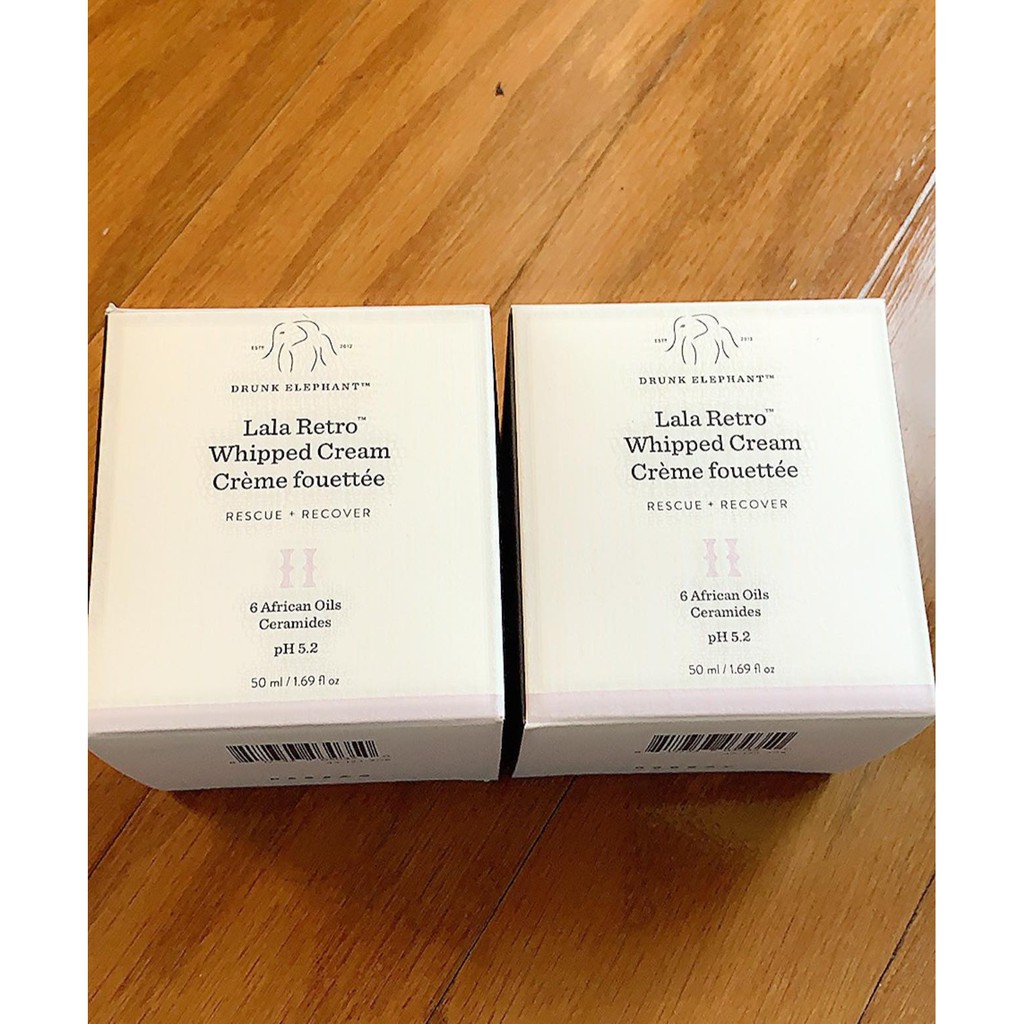 ESTD 2012
DRUNK ELEPHANT™
Lala Retro™
Whipped Cream
Crème fouettée
RESCUE + RECOVER
6 African Oils
Ceramides
pH 5.2
50 ml / 1.69 fl oz
ESTD 2012
DRUNK ELEPHANT™
Lala Retro™
Whipped Cream
Crème fouettée
RESCUE + RECOVER
6 African Oils
Ceramides
pH 5.2
50 ml / 1.69 fl oz